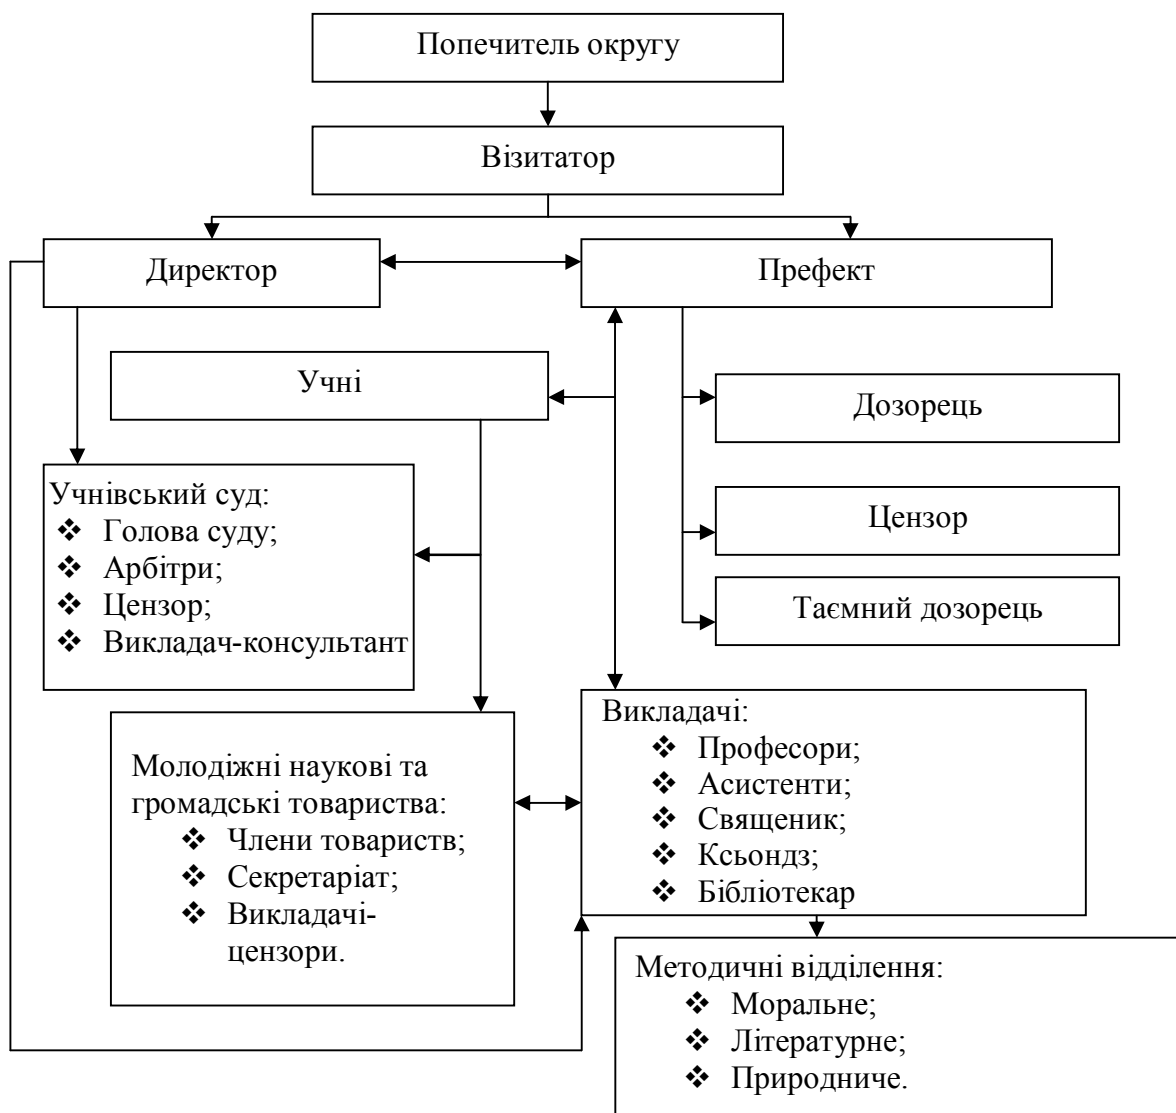 Попечитель округу
Візитатор
Директор
Префект
Учні
Дозорець
Учнівський суд:
❖ Голова суду;
❖ Арбітри;
❖ Цензор;
❖ Викладач-консультант
Цензор
Таємний дозорець
Молодіжні наукові та
громадські товариства:
❖ Члени товариств;
❖ Секретаріат;
❖ Викладачі-
цензори.
Викладачі:
❖ Професори;
❖ Асистенти;
❖ Священик;
❖ Ксьондз;
❖ Бібліотекар
Методичні відділення:
❖ Моральне;
❖ Літературне;
❖ Природниче.